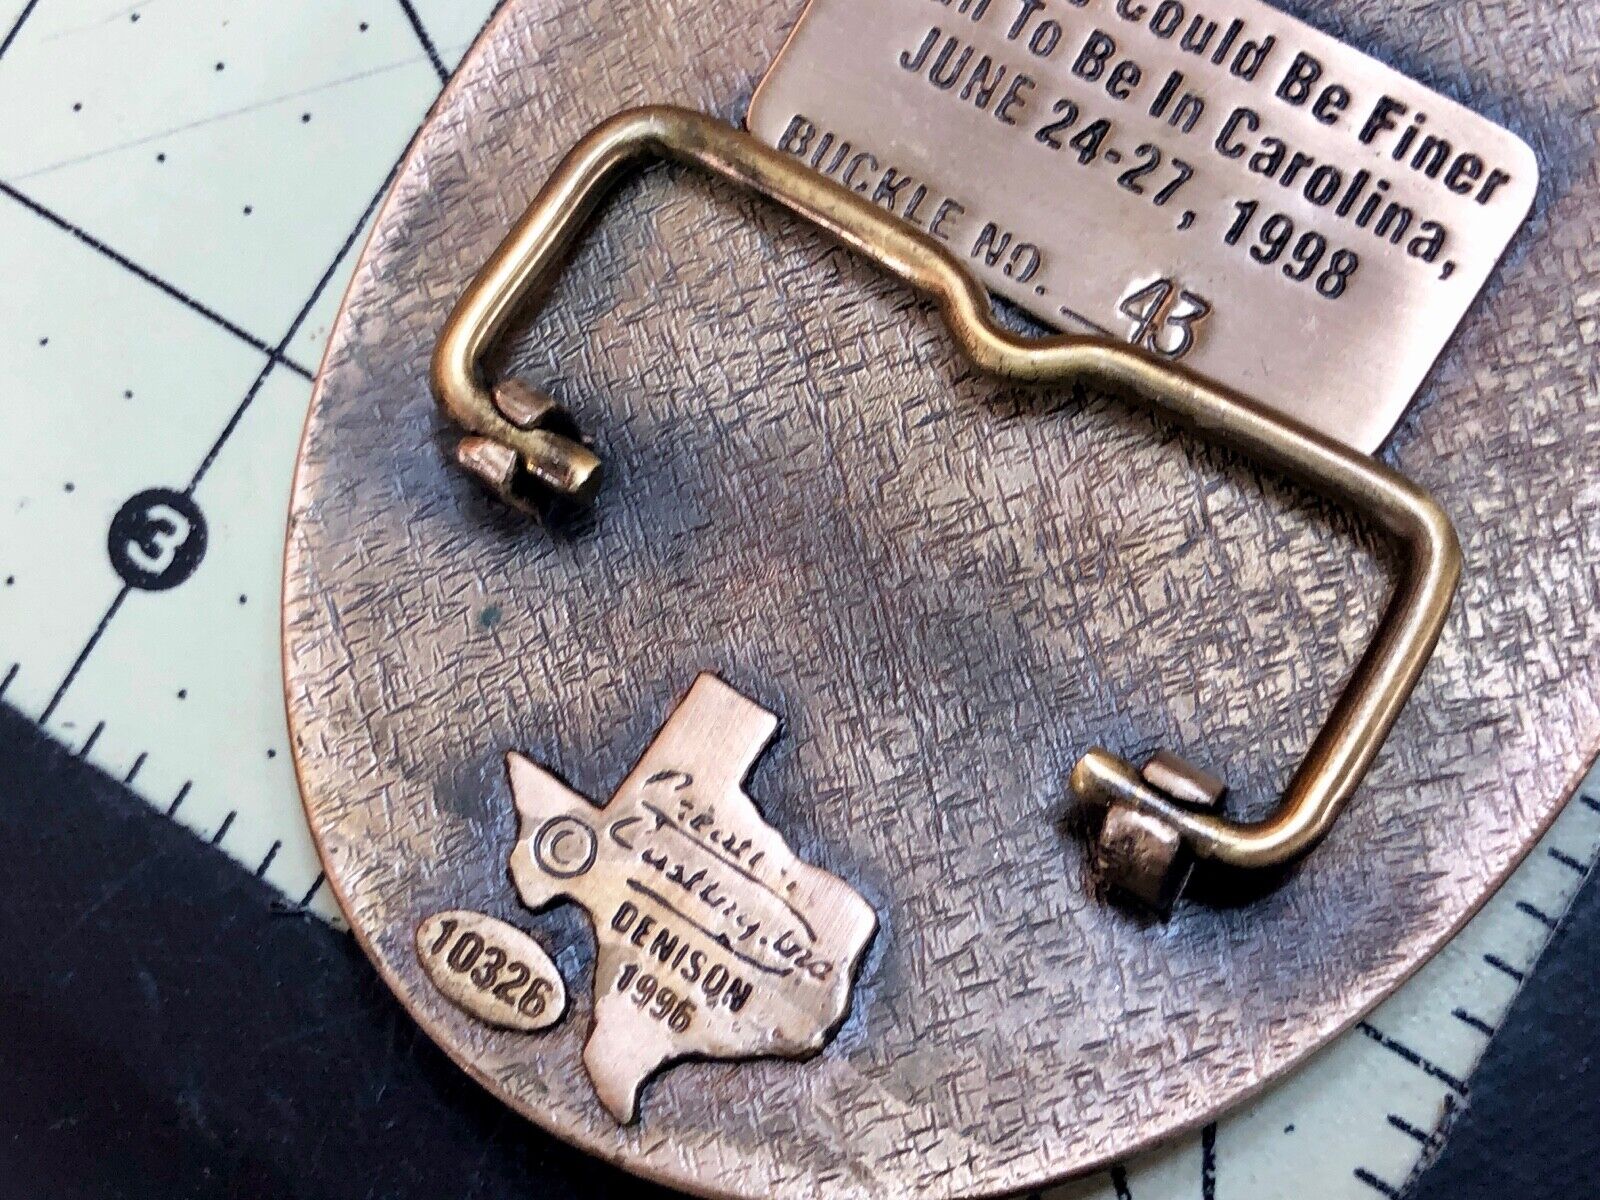 Could Be Finer
To Be In Carolina,
JUNE 24-27, 1998
BUCKLE NO. 43
3
©
DENISON
1996
10326